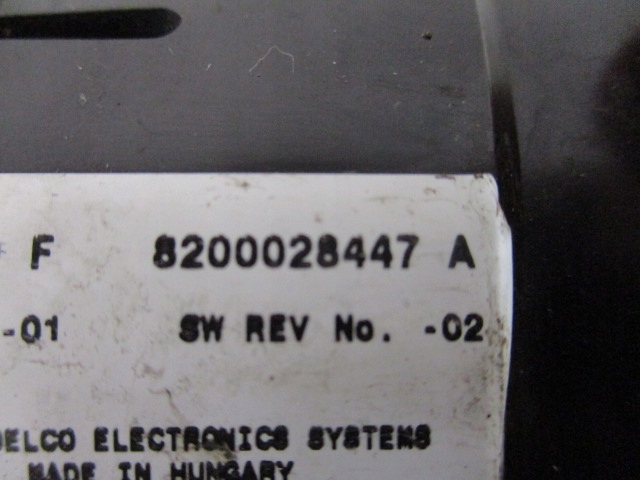 F 8200028447 A
-01 SW REV No. -02
DELCO ELECTRONICS SYSTEMS
MADE IN HUNGARY